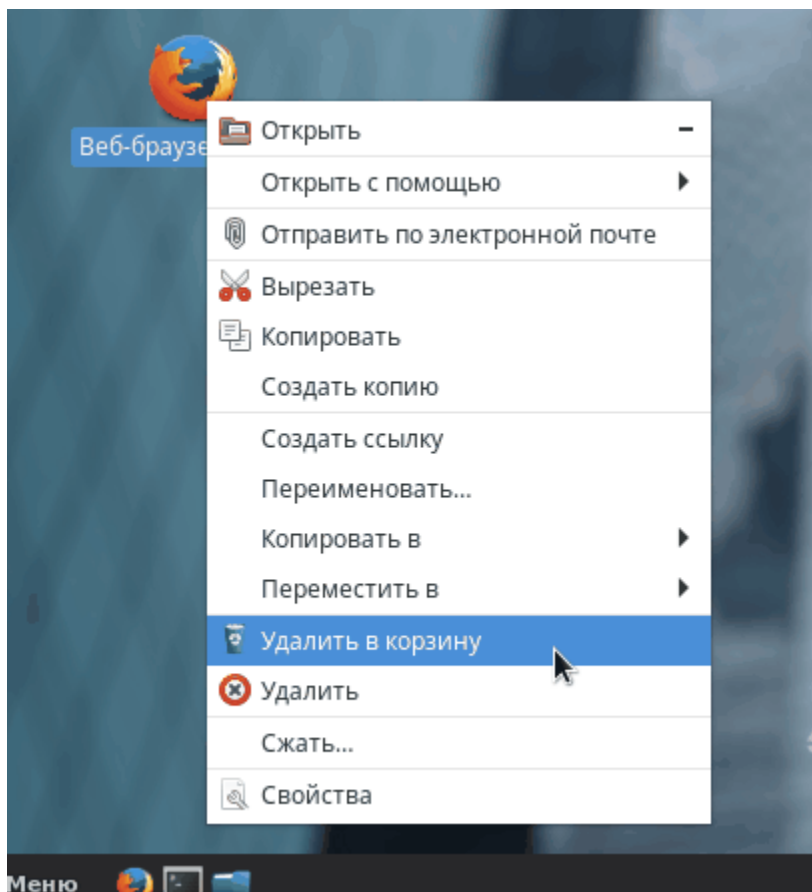 Веб-браузе
Открыть
Открыть с помощью
Отправить по электронной почте
Вырезать
Копировать
Создать копию
Создать ссылку
Переименовать...
Копировать в
Переместить в
Удалить в корзину
Удалить
Сжать...
Свойства
Меню